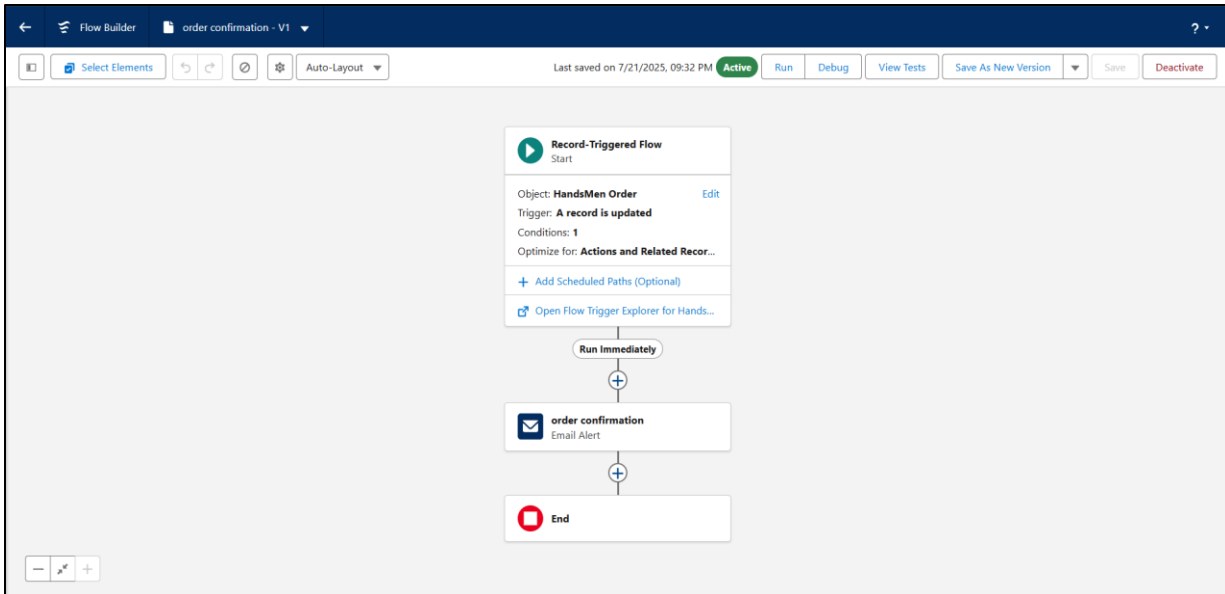 Flow Builder
order confirmation - V1
?
Select Elements
Auto-Layout
Last saved on 7/21/2025, 09:32 PM
Active
Run
Debug
View Tests
Save As New Version
Save
Deactivate
Record-Triggered Flow
Start
Object: HandsMen Order
Edit
Trigger: A record is updated
Conditions: 1
Optimize for: Actions and Related Recor...
+ Add Scheduled Paths (Optional)
Open Flow Trigger Explorer for Hands...
Run Immediately
order confirmation
Email Alert
End